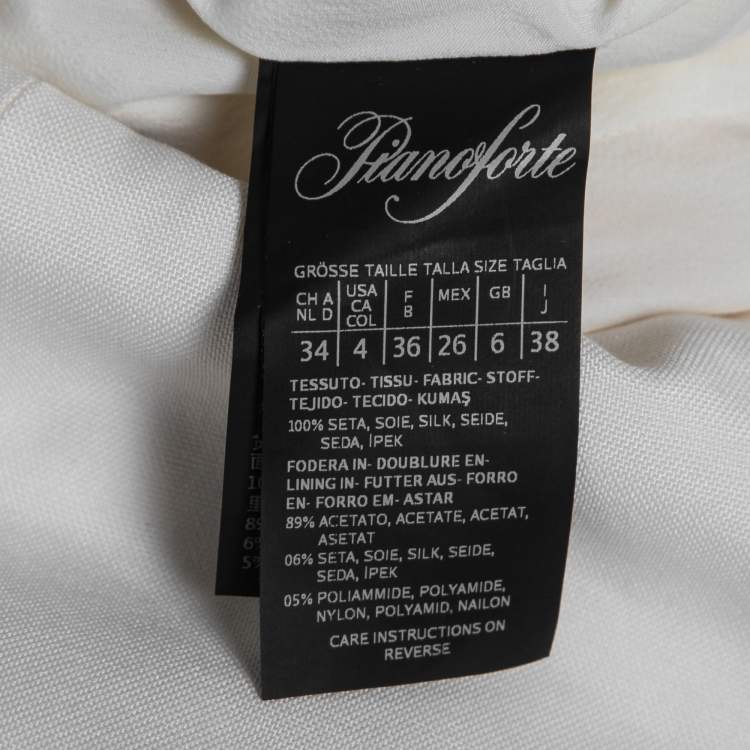 Pianoforte
GRÖSSE TAILLE TALLA SIZE TAGLIA
CH A NL D USA CA COL F B MEX GB I J
34 4 36 26 6 38
TESSUTO- TISSU- FABRIC- STOFF-
TEJIDO- TECIDO- KUMAŞ
100% SETA, SOIE, SILK, SEIDE,
SEDA, İPEK
FODERA IN- DOUBLURE EN-
LINING IN- FUTTER AUS- FORRO
EN- FORRO EM- ASTAR
89% ACETATO, ACETATE, ACETAT,
ASETAT
06% SETA, SOIE, SILK, SEIDE,
SEDA, İPEK
05% POLIAMMIDE, POLYAMIDE,
NYLON, POLYAMID, NAILON
CARE INSTRUCTIONS ON
REVERSE